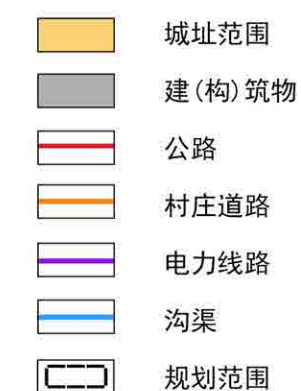 城址范围
建(构)筑物
公路
村庄道路
电力线路
沟渠
规划范围